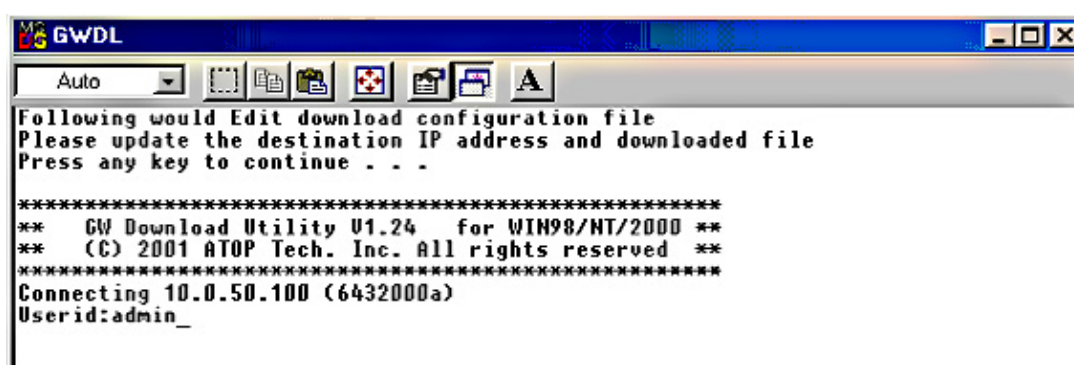 GWDL
Auto
A
Following would Edit download configuration file
Please update the destination IP address and downloaded file
Press any key to continue . . .
*****************************************************
**    GW Download Utility V1.24   for WIN98/NT/2000 **
**    (C) 2001 ATOP Tech. Inc. All rights reserved  **
*****************************************************
Connecting 10.0.50.100 (6432000a)
Userid:admin_